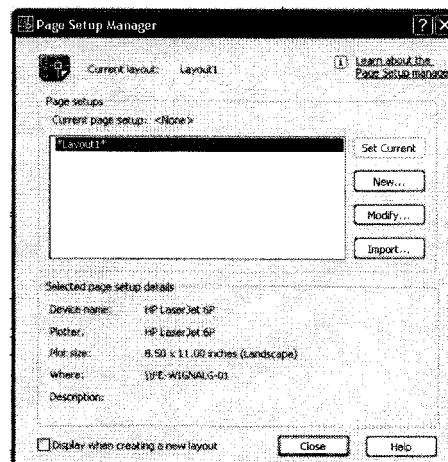 Page Setup Manager
Current layout: Layout1
Learn about the
Page Setup manage
Page setups
Current page setup: <None>
*Layout1*
Set Current
New...
Modify...
Import...
Selected page setup details
Device name: HP LaserJet 6P
Plotter: HP LaserJet 6P
Plot size: 8.50 x 11.00 inches (Landscape)
Where:
Description:
Display when creating a new layout
Close
Help